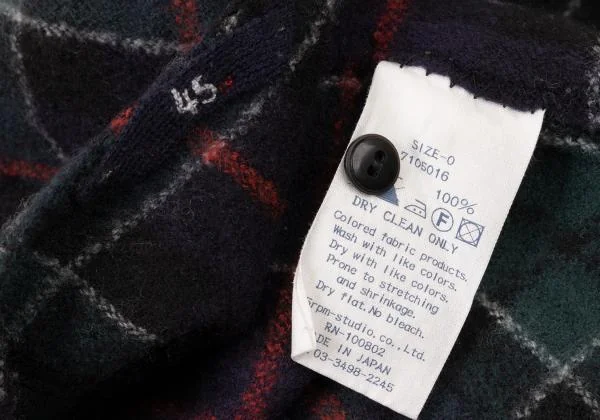 45
SIZE-0
7105016
100%
F
DRY CLEAN ONLY
Colored fabric products.
Wash with like colors.
Dry with like colors.
Prone to stretching
and shrinkage.
Dry flat.No bleach.
5rpm-studio.co.,Ltd.
RN-100802
DE IN JAPAN
03-3498-2245